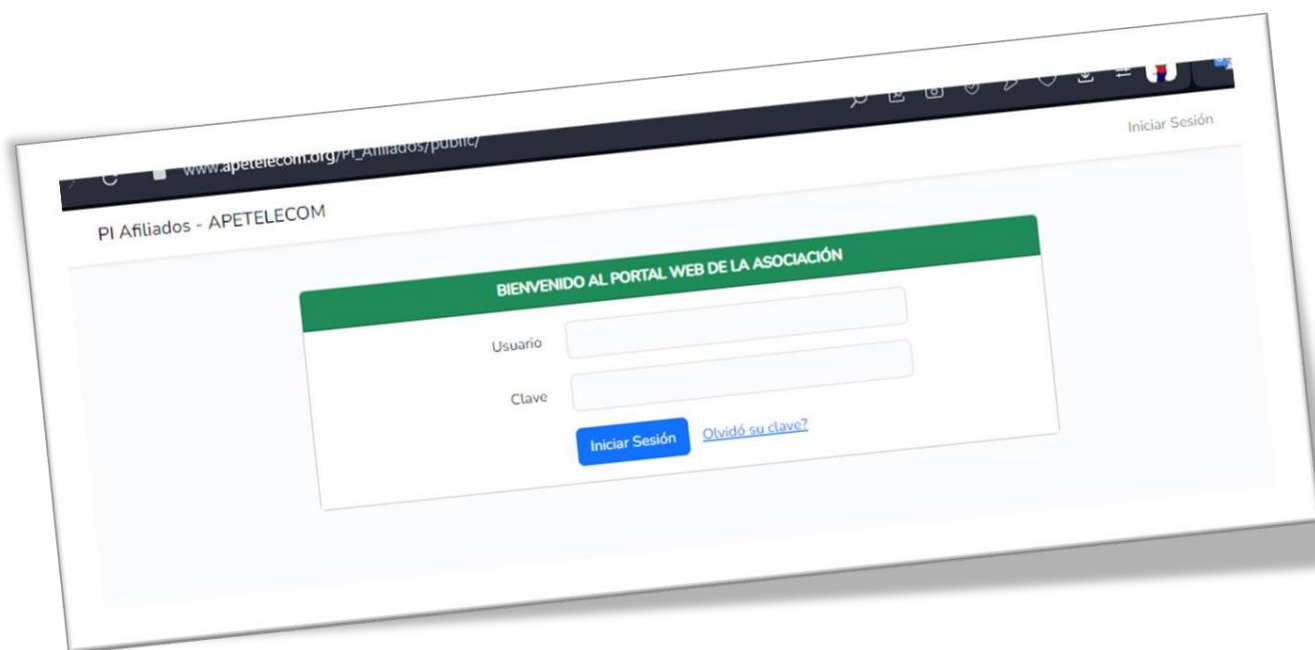 www.apetelecom.org/PI_Afiliados/public/
Iniciar Sesión
PI Afiliados - APETELECOM
BIENVENIDO AL PORTAL WEB DE LA ASOCIACIÓN
Usuario
Clave
Iniciar Sesión Olvidó su clave?